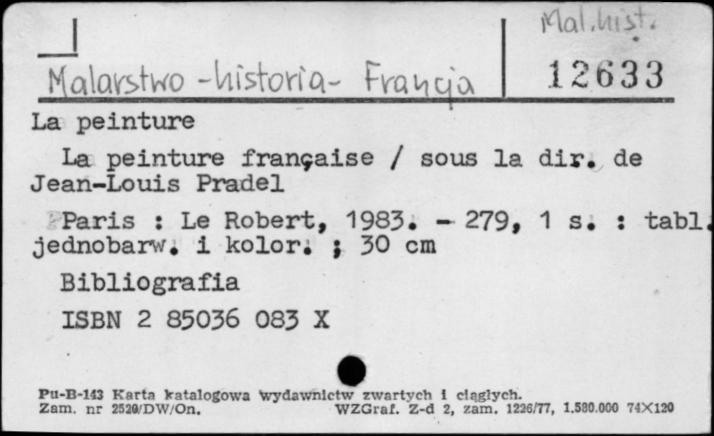 Mal.hist.
Malarstwo - historia - Francja
12633
La peinture
La peinture française / sous la dir. de
Jean-Louis Pradel
Paris : Le Robert, 1983. - 279, 1 s. : tabl.
jednobarw. i kolor. ; 30 cm
Bibliografia
ISBN 2 85036 083 X
Pu-B-143 Karta katalogowa wydawnictw zwartych i ciągłych.
Zam. nr 2520/DW/On. WZGraf. Z-d 2, zam. 1226/77, 1.580.000 74X120